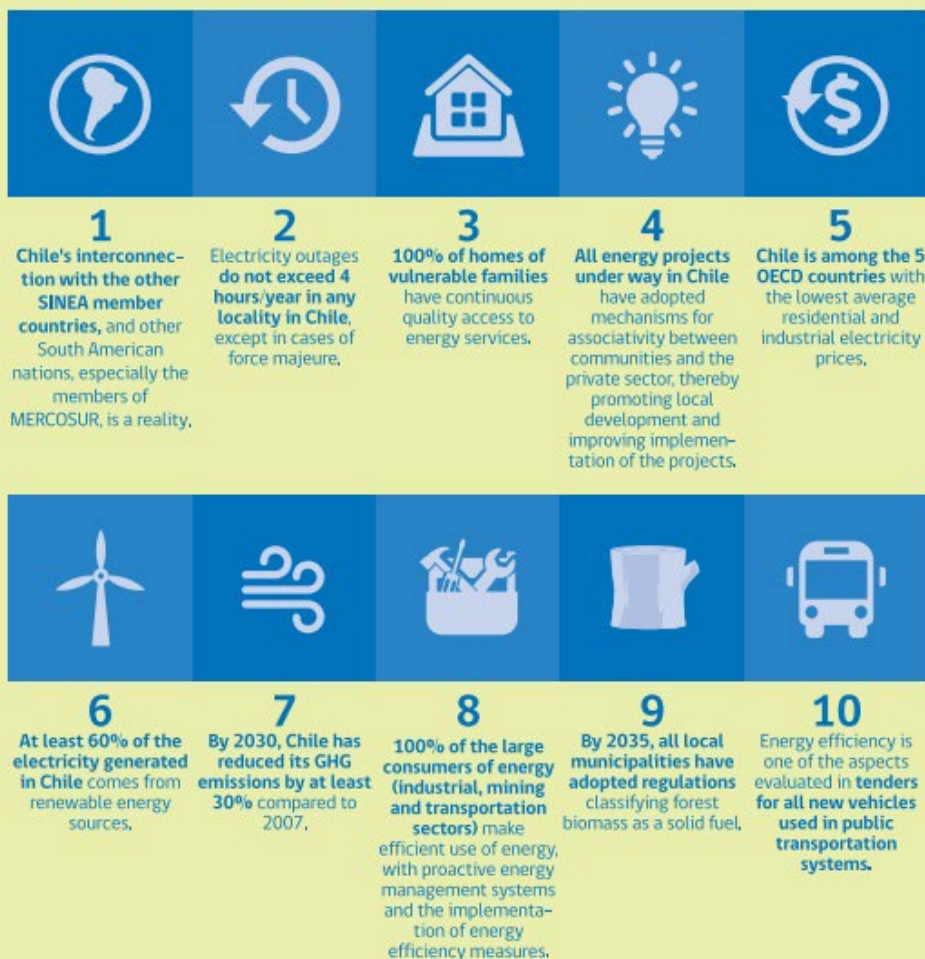 $
1
Chile's interconnec-
tion with the other
SINEA member
countries, and other
South American
nations, especially the
members of
MERCOSUR, is a reality.
2
Electricity outages
do not exceed 4
hours/year in any
locality in Chile,
except in cases of
force majeure.
3
100% of homes of
vulnerable families
have continuous
quality access to
energy services.
4
All energy projects
under way in Chile
have adopted
mechanisms for
associativity between
communities and the
private sector, thereby
promoting local
development and
improving implemen-
tation of the projects.
5
Chile is among the 5
OECD countries with
the lowest average
residential and
industrial electricity
prices.
6
At least 60% of the
electricity generated
in Chile comes from
renewable energy
sources.
7
By 2030, Chile has
reduced its GHG
emissions by at least
30% compared to
2007.
8
100% of the large
consumers of energy
(industrial, mining
and transportation
sectors) make
efficient use of energy,
with proactive energy
management systems
and the implementa-
tion of energy
efficiency measures.
9
By 2035, all local
municipalities have
adopted regulations
classifying forest
biomass as a solid fuel.
10
Energy efficiency is
one of the aspects
evaluated in tenders
for all new vehicles
used in public
transportation
systems.